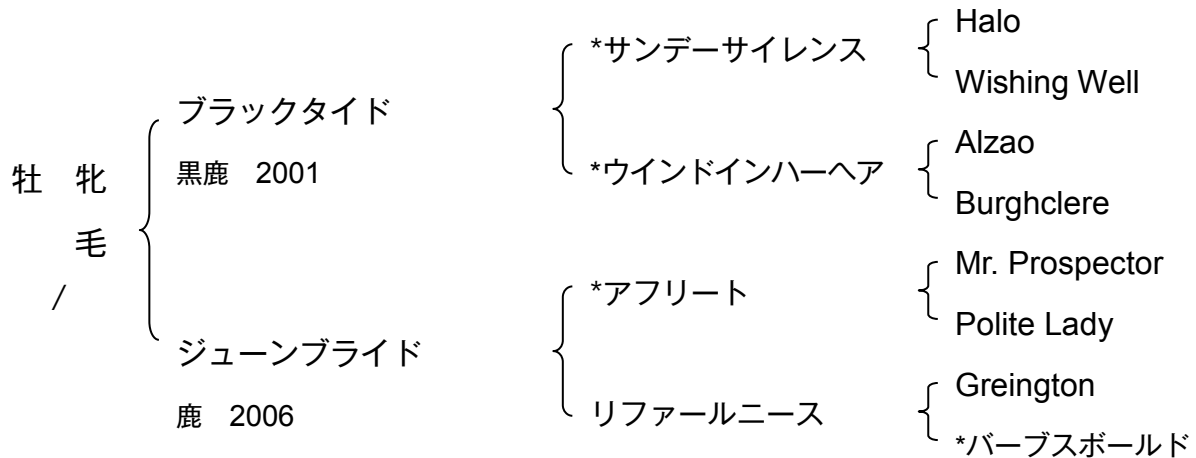 牡　牝
毛
/
ブラックタイド
黒鹿　2001
ジューンブライド
鹿　2006
*サンデーサイレンス
*ウインドインハーヘア
*アフリート
リファールニース
Halo
Wishing Well
Alzao
Burghclere
Mr. Prospector
Polite Lady
Greington
*バーブスボールド